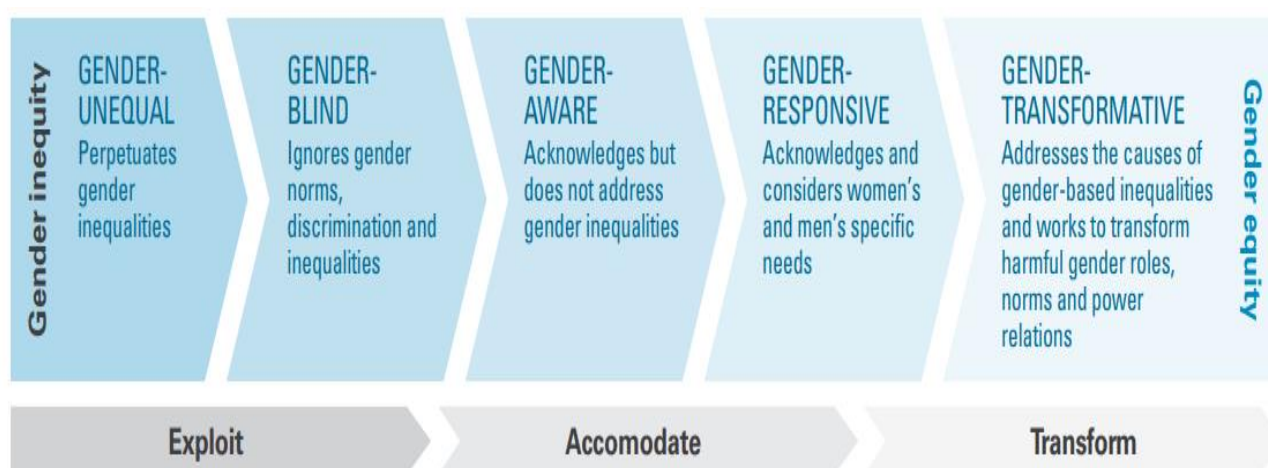 Gender inequity
GENDER-
UNEQUAL
Perpetuates
gender
inequalities
GENDER-
BLIND
Ignores gender
norms,
discrimination and
inequalities
GENDER-
AWARE
Acknowledges but
does not address
gender inequalities
GENDER-
RESPONSIVE
Acknowledges and
considers women's
and men's specific
needs
GENDER-
TRANSFORMATIVE
Addresses the causes of
gender-based inequalities
and works to transform
harmful gender roles,
norms and power
relations
Gender equity
Exploit
Accomodate
Transform